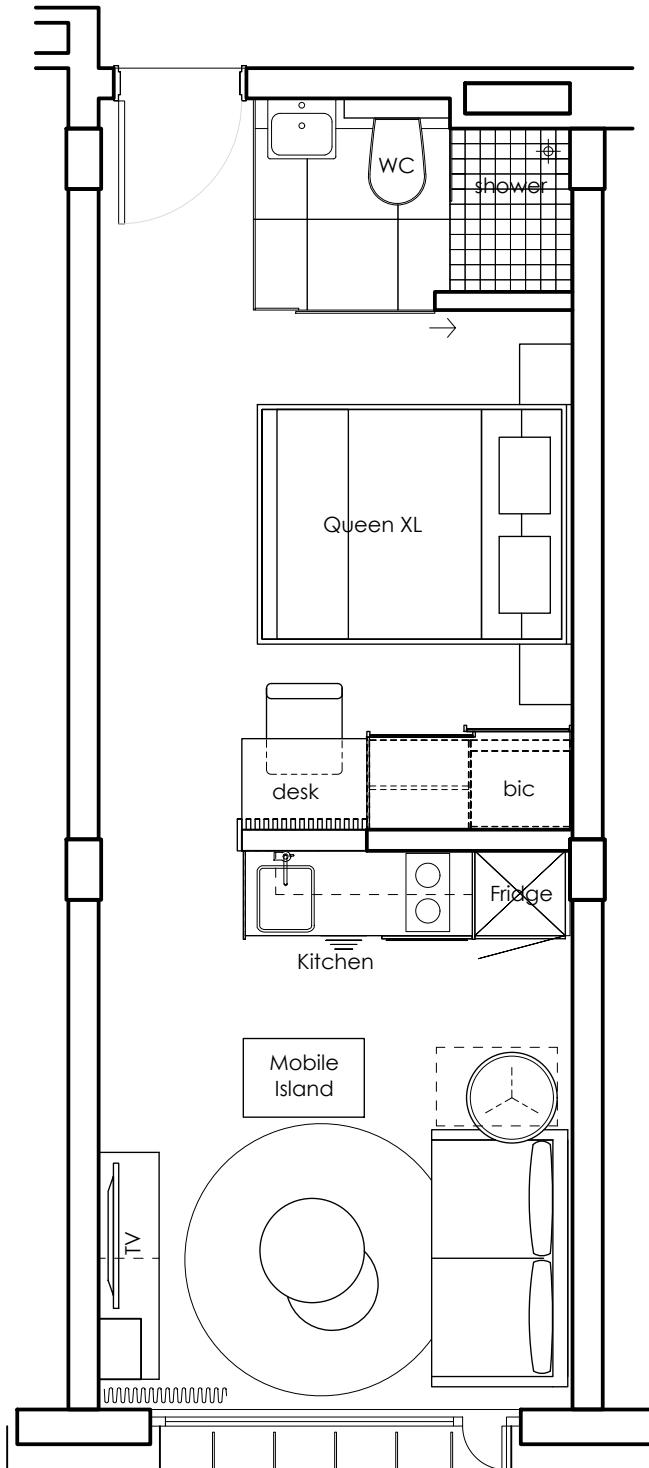 WC
shower
Queen XL
desk
bic
Fridge
Kitchen
Mobile
Island
TV